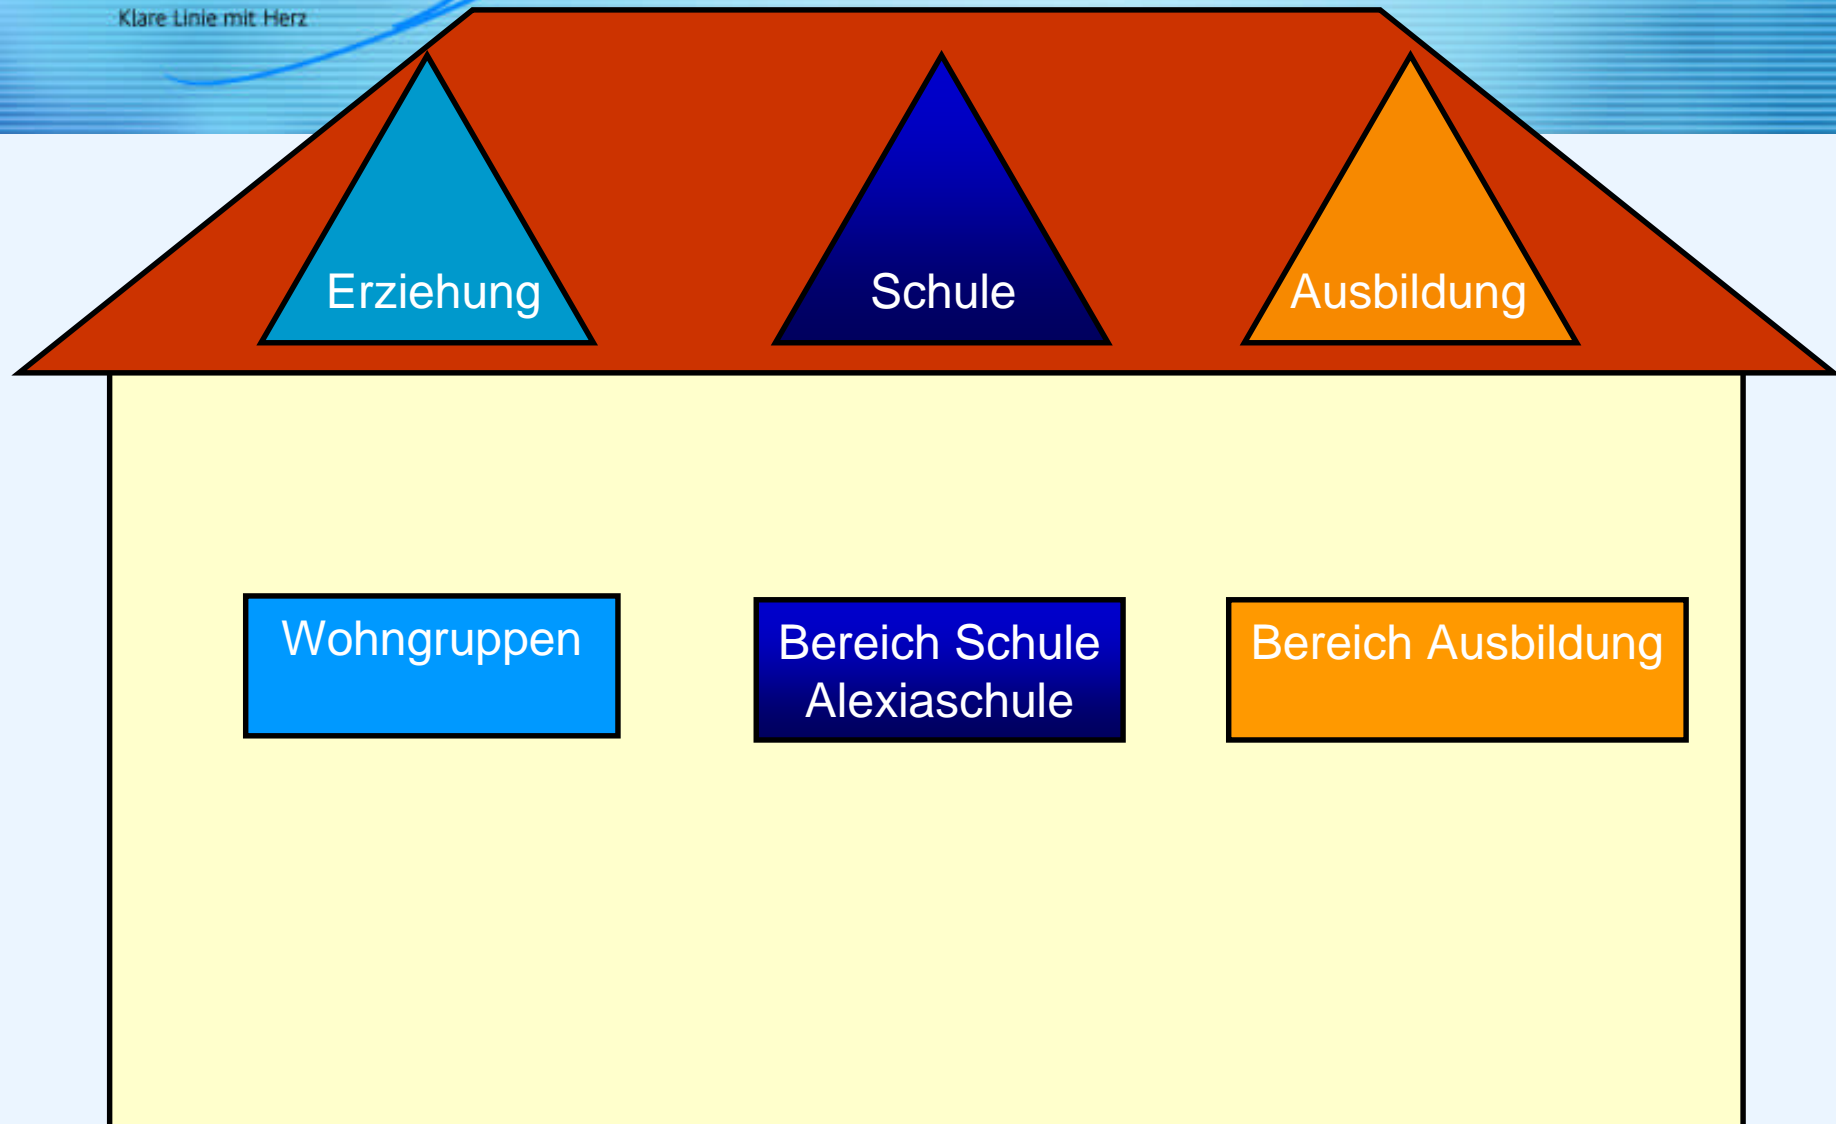 Klare Linie mit Herz
Erziehung
Schule
Ausbildung
Wohngruppen
Bereich Schule
Alexiaschule
Bereich Ausbildung